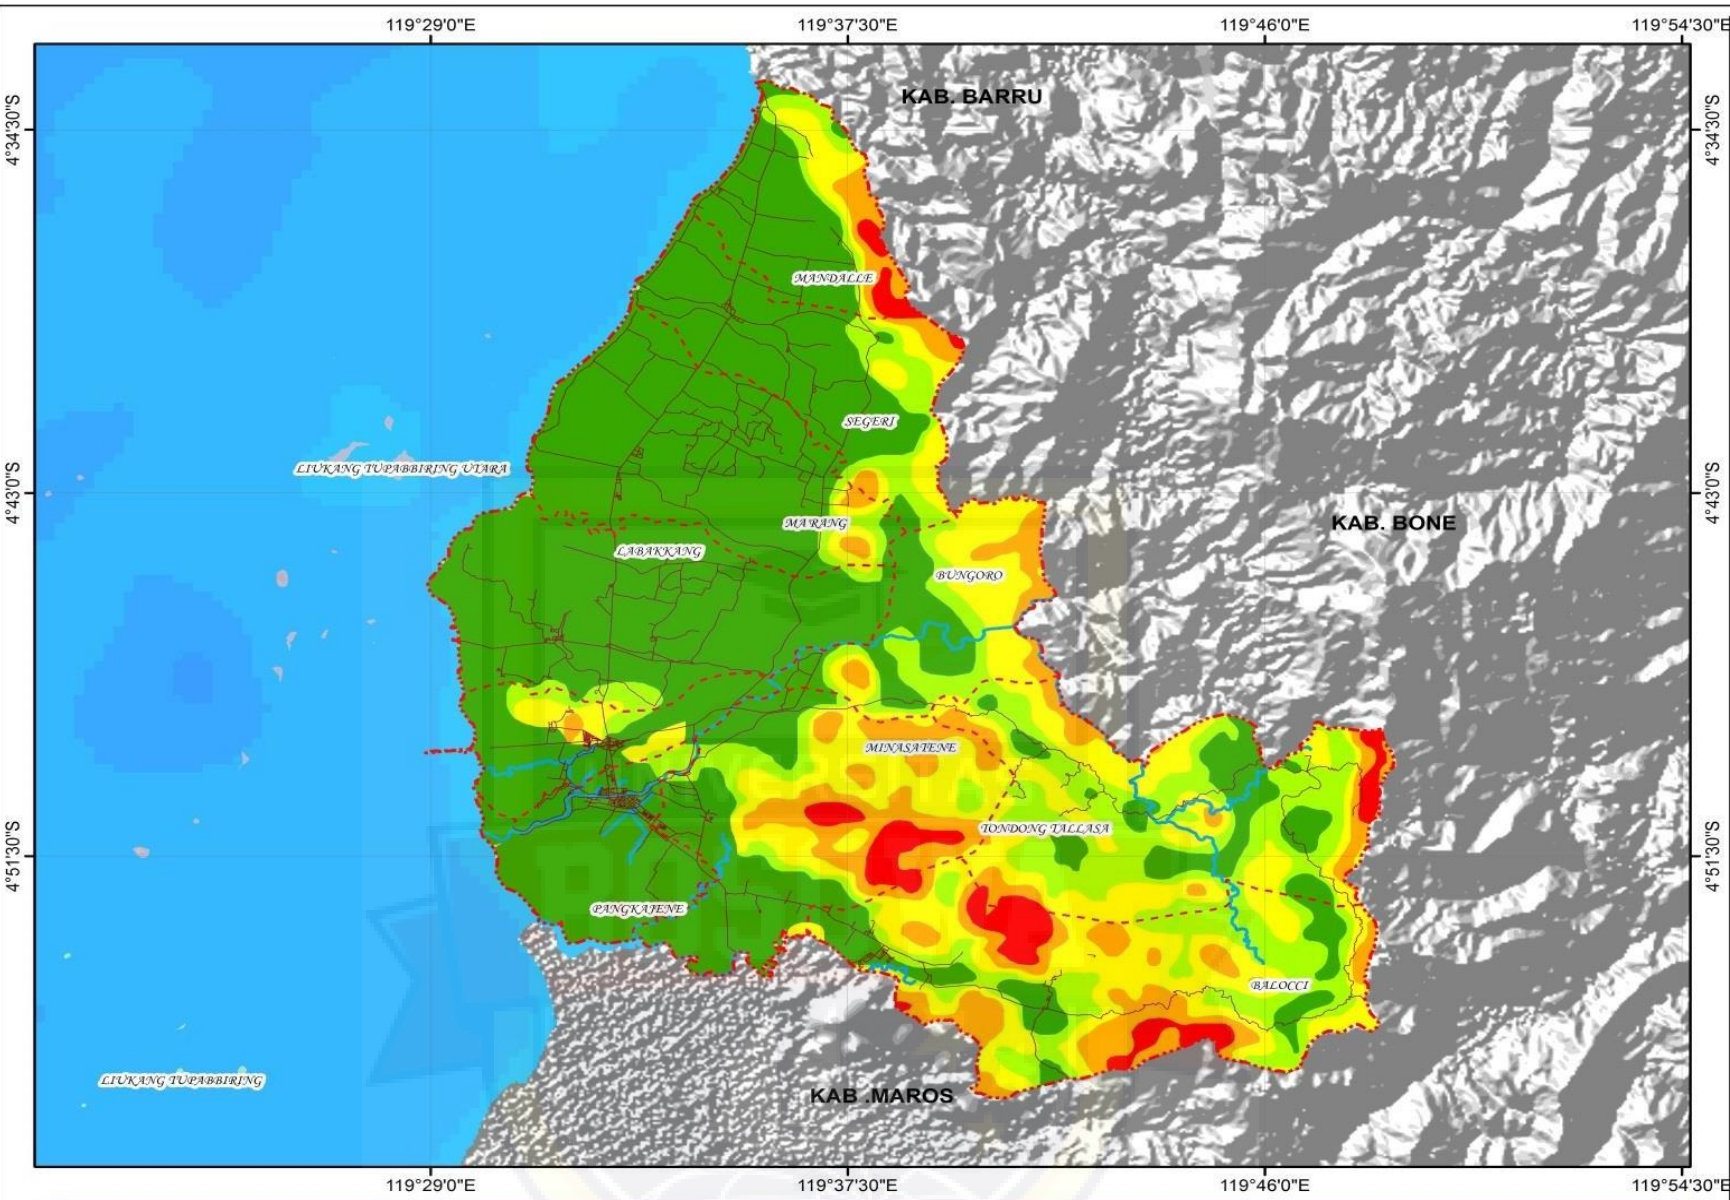 119°29'0"E
119°37'30"E
119°46'0"E
119°54'30"E
KAB. BARRU
4°34'30"S
4°34'30"S
MANDALLE
SEGERI
LIUKANG TUPABBIRING UTARA
4°43'0"S
4°43'0"S
MARANG
KAB. BONE
LABAKKANG
BUNGORO
MINASATENE
UNIVERSITAS
TONDONG TALLASA
4°51'30"S
4°51'30"S
BOSOWA
PANGKAJENE
BALOCCI
LIUKANG TUPABBIRING
KAB .MAROS
119°29'0"E
119°37'30"E
119°46'0"E
119°54'30"E